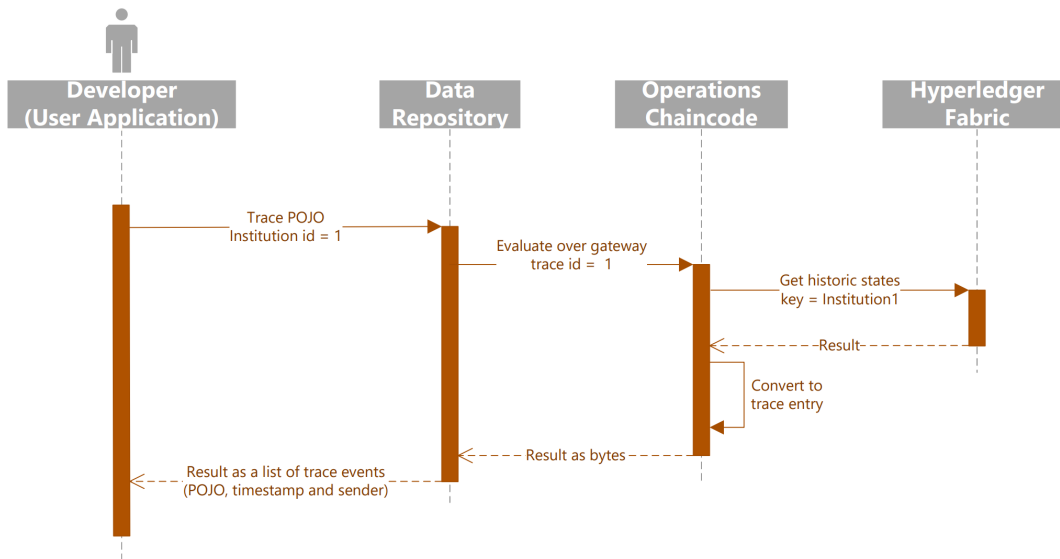 Developer
(User Application)
Data
Repository
Operations
Chaincode
Hyperledger
Fabric
Trace POJO
Institution id = 1
Evaluate over gateway
trace id =  1
Get historic states
key = Institution1
Result
Convert to
trace entry
Result as bytes
Result as a list of trace events
(POJO, timestamp and sender)